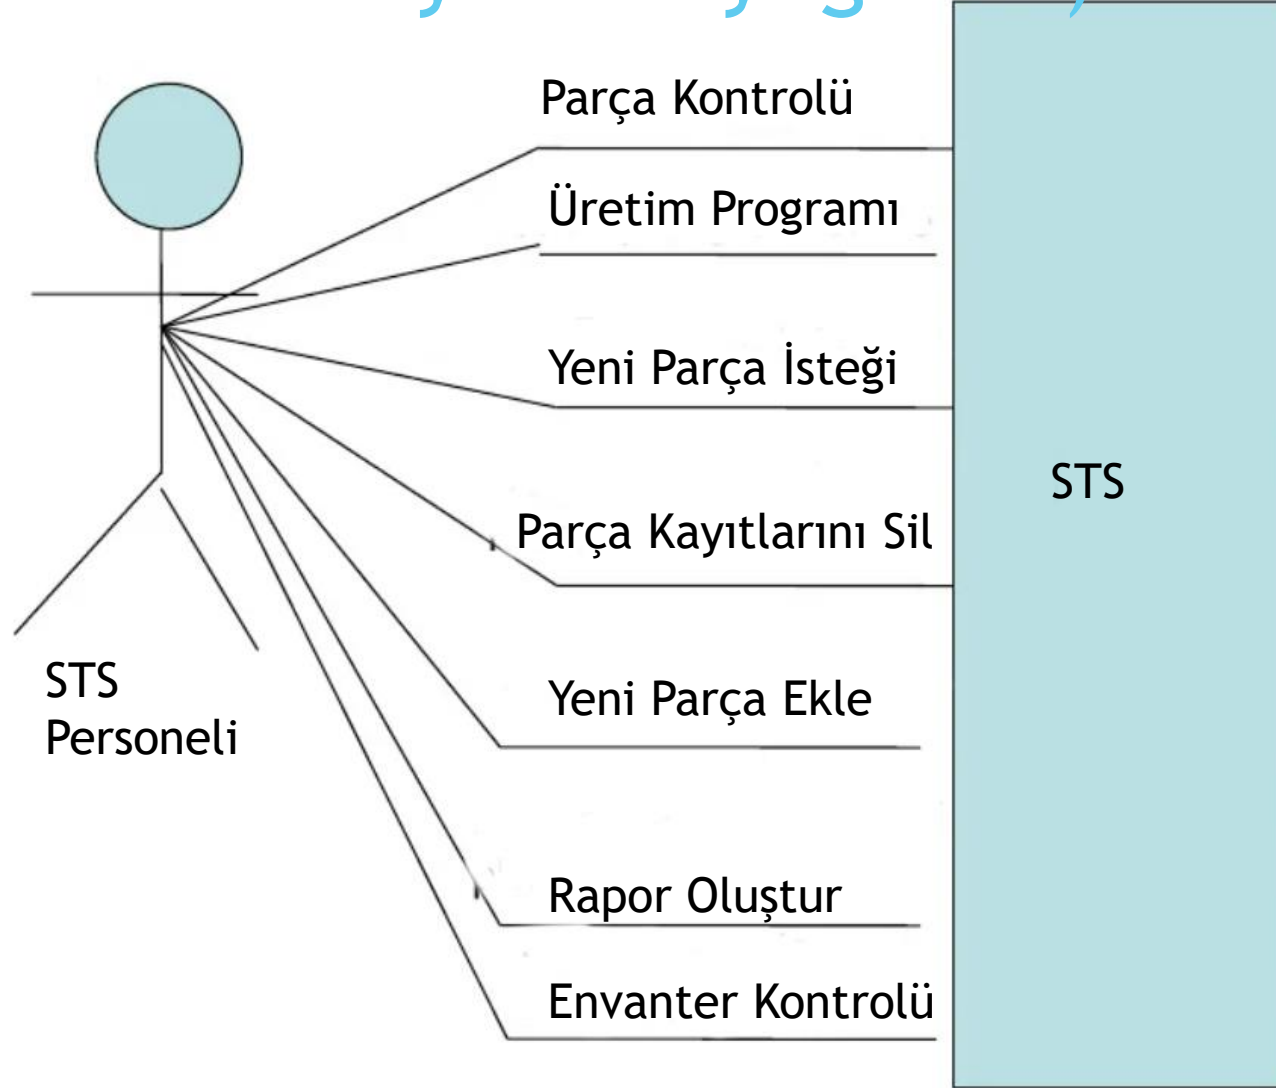 Parça Kontrolü
Üretim Programı
Yeni Parça İsteği
STS
Parça Kayıtlarını Sil
STS
Personeli
Yeni Parça Ekle
Rapor Oluştur
Envanter Kontrolü